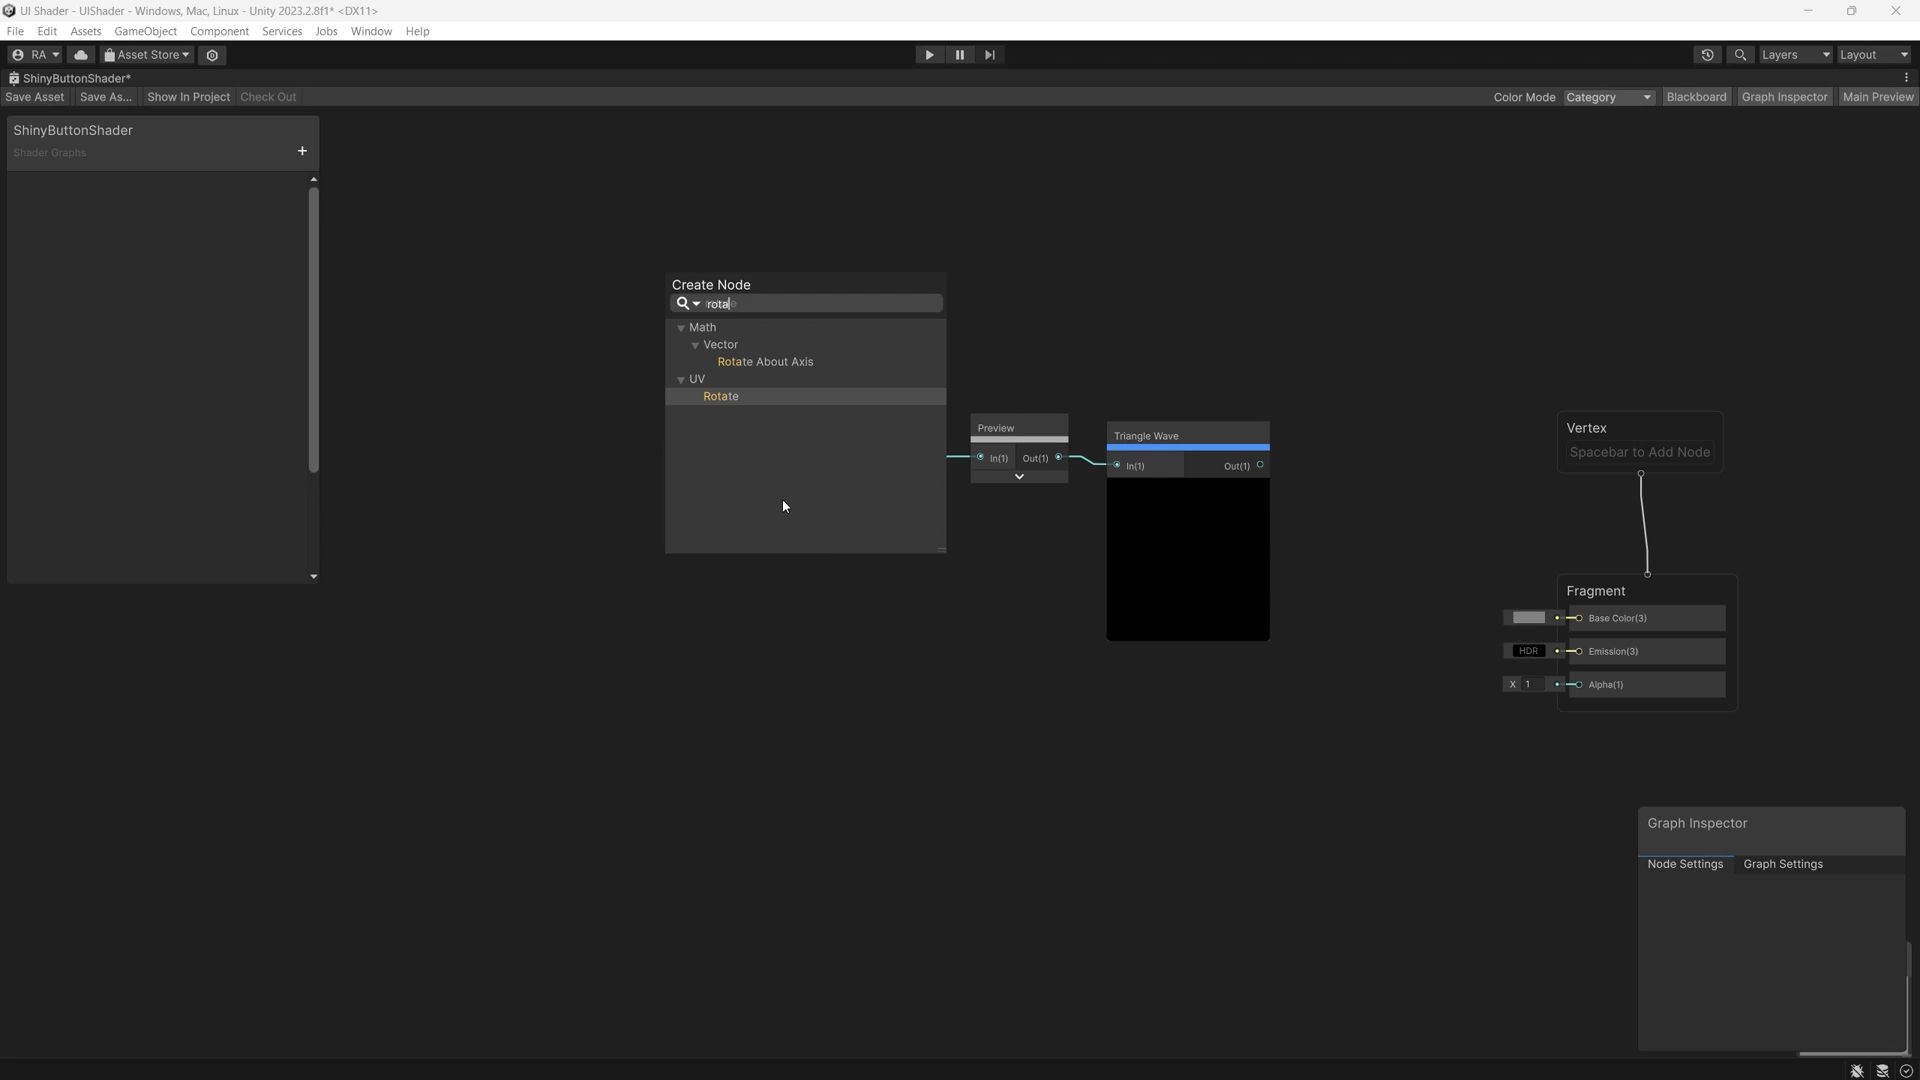 UI Shader - UIShader - Windows, Mac, Linux - Unity 2023.2.8f1* <DX11>
File Edit Assets GameObject Component Services Jobs Window Help
RA Asset Store Layers Layout
ShinyButtonShader*
Save Asset Save As... Show In Project Check Out Color Mode Category Blackboard Graph Inspector Main Preview
ShinyButtonShader
Shader Graphs
+
Create Node
rota
Math
Vector
Rotate About Axis
UV
Rotate
Preview
In(1) Out(1)
Triangle Wave
In(1) Out(1)
Vertex
Spacebar to Add Node
Fragment
Base Color(3)
HDR Emission(3)
X 1 Alpha(1)
Graph Inspector
Node Settings Graph Settings